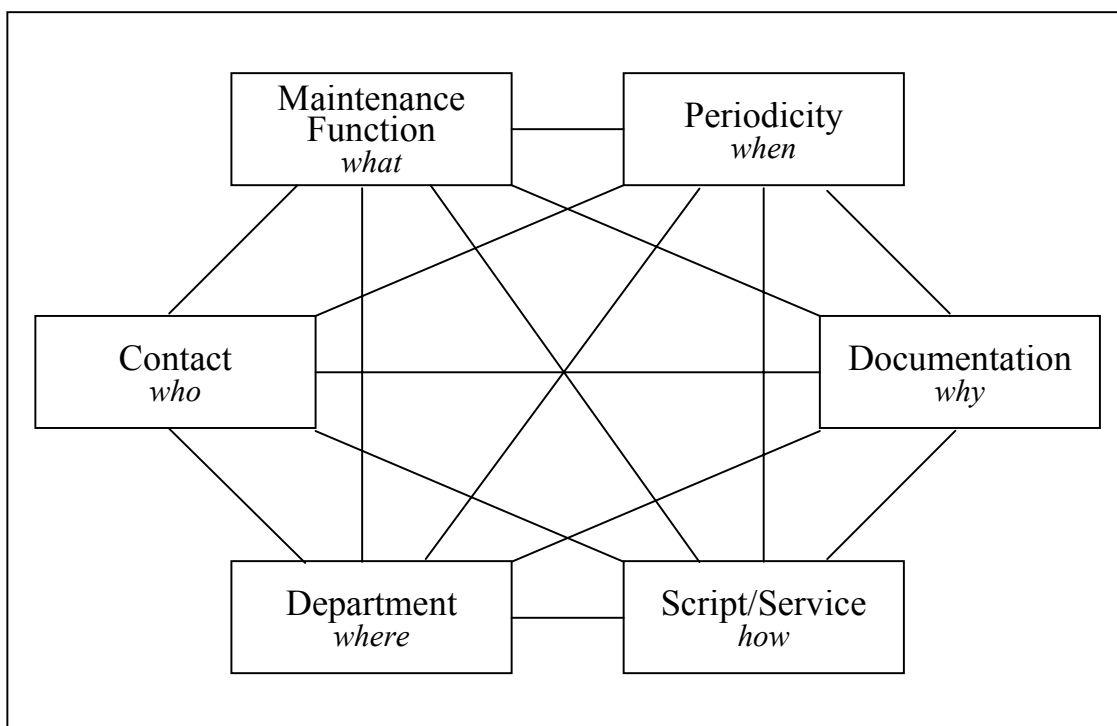 Maintenance
Function
what
Periodicity
when
Contact
who
Documentation
why
Department
where
Script/Service
how